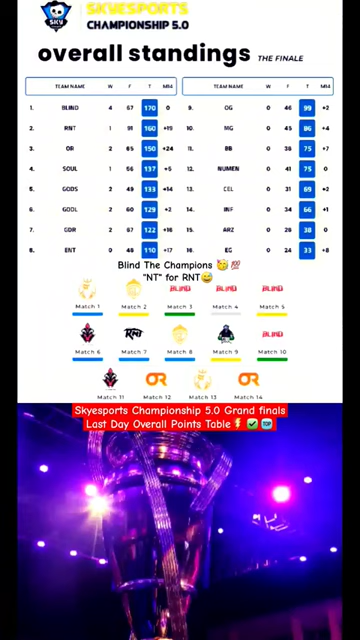 SKY
SKYESPORTS
CHAMPIONSHIP 5.0
overall standings THE FINALE
TEAM NAME W F T M14 TEAM NAME W F T M14
1. BLIND 4 67 170 0 9. OG 0 46 99 +2
2. RNT 1 91 160 +19 10. MG 0 45 86 +4
3. OR 2 65 150 +24 11. BB 0 38 75 +7
4. SOUL 1 56 137 +5 12. NUMEN 0 41 75 0
5. GODS 2 49 133 +14 13. CEL 0 31 69 +2
6. GODL 2 60 129 +2 14. INF 0 34 66 +1
7. GDR 2 67 122 +16 15. ARZ 0 26 38 0
8. ENT 0 48 110 +17 16. EG 0 24 33 +8
Blind The Champions 🥳💯
"NT" for RNT😅
BLIND BLIND
Match 1 Match 2 Match 3 Match 4 Match 5
RNT BLIND
Match 6 Match 7 Match 8 Match 9 Match 10
OR OR
Match 11 Match 12 Match 13 Match 14
Skyesports Championship 5.0 Grand finals
Last Day Overall Points Table⚡✅🔝